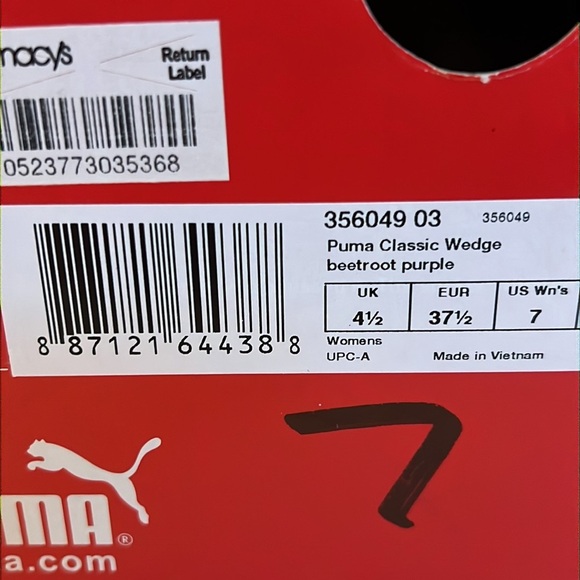 macys
Return
Label
0523773035368
356049 03 356049
Puma Classic Wedge
beetroot purple
UK EUR US Wn's
4½ 37½ 7
Womens
UPC-A Made in Vietnam
8 87121 64438 8
7
UMA®
a.com